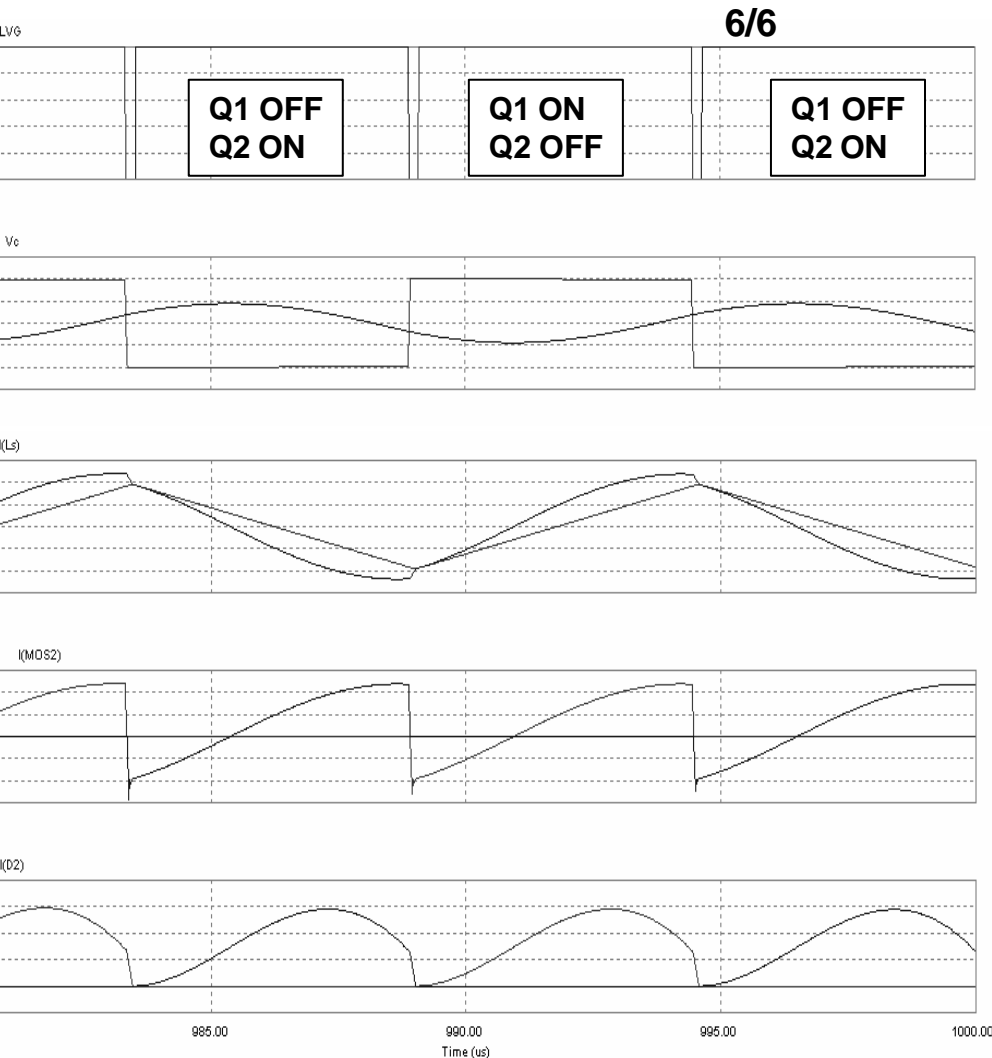 6/6
LVG
Q1 OFF
Q2 ON
Q1 ON
Q2 OFF
Q1 OFF
Q2 ON
Vc
I(Ls)
I(MOS2)
I(D2)
985.00
990.00
995.00
1000.00
Time (us)